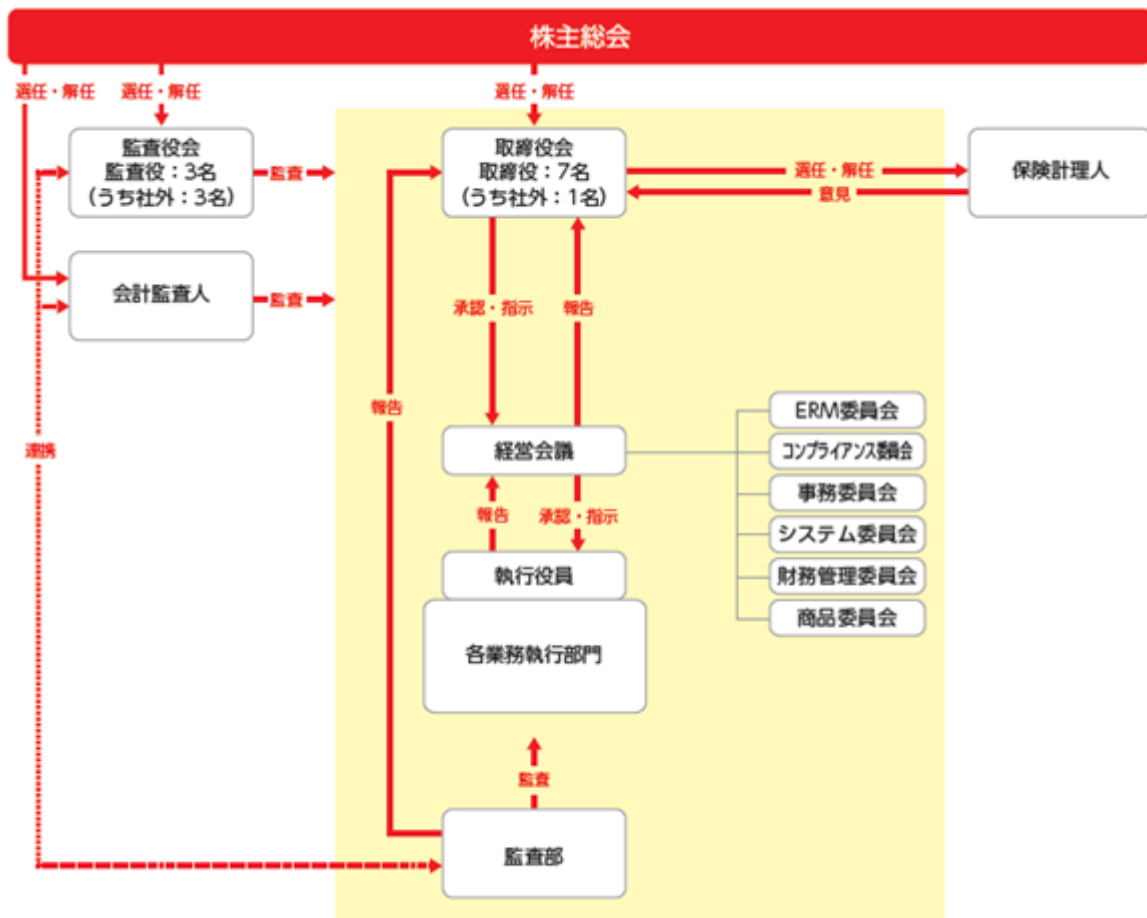 株主総会
選任・解任
選任・解任
選任・解任
監査役会
監査役：3名
（うち社外：3名）
監査
取締役会
取締役：7名
（うち社外：1名）
選任・解任
意見
保険計理人
会計監査人
監査
承認・指示
報告
報告
連携
経営会議
ERM委員会
コンプライアンス委員会
事務委員会
システム委員会
財務管理委員会
商品委員会
報告
承認・指示
執行役員
各業務執行部門
監査
監査部